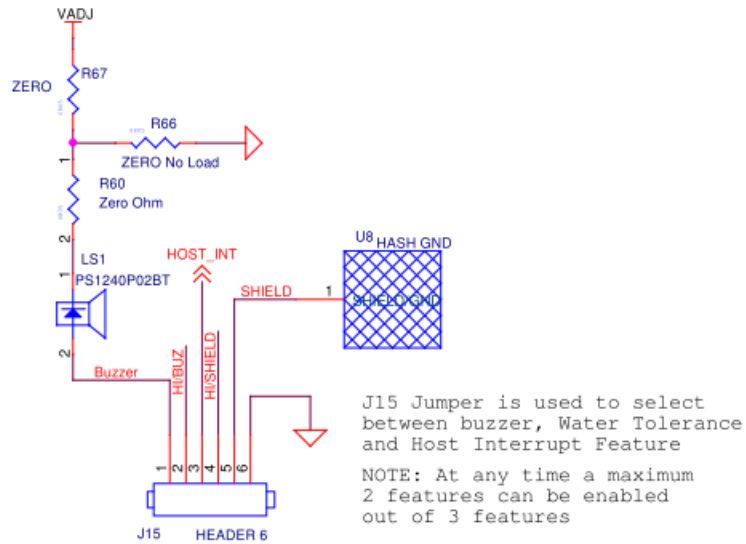 VADJ
R67
ZERO
R66
ZERO No Load
1
R60
Zero Ohm
2
LS1
1
PS1240P02BT
2
Buzzer
HOST_INT
HI/BUZ
HI/SHIELD
SHIELD
1
U8
HASH GND
SHIELD GND
1
2
3
4
5
6
J15
HEADER 6
J15 Jumper is used to select
between buzzer, Water Tolerance
and Host Interrupt Feature
NOTE: At any time a maximum
2 features can be enabled
out of 3 features